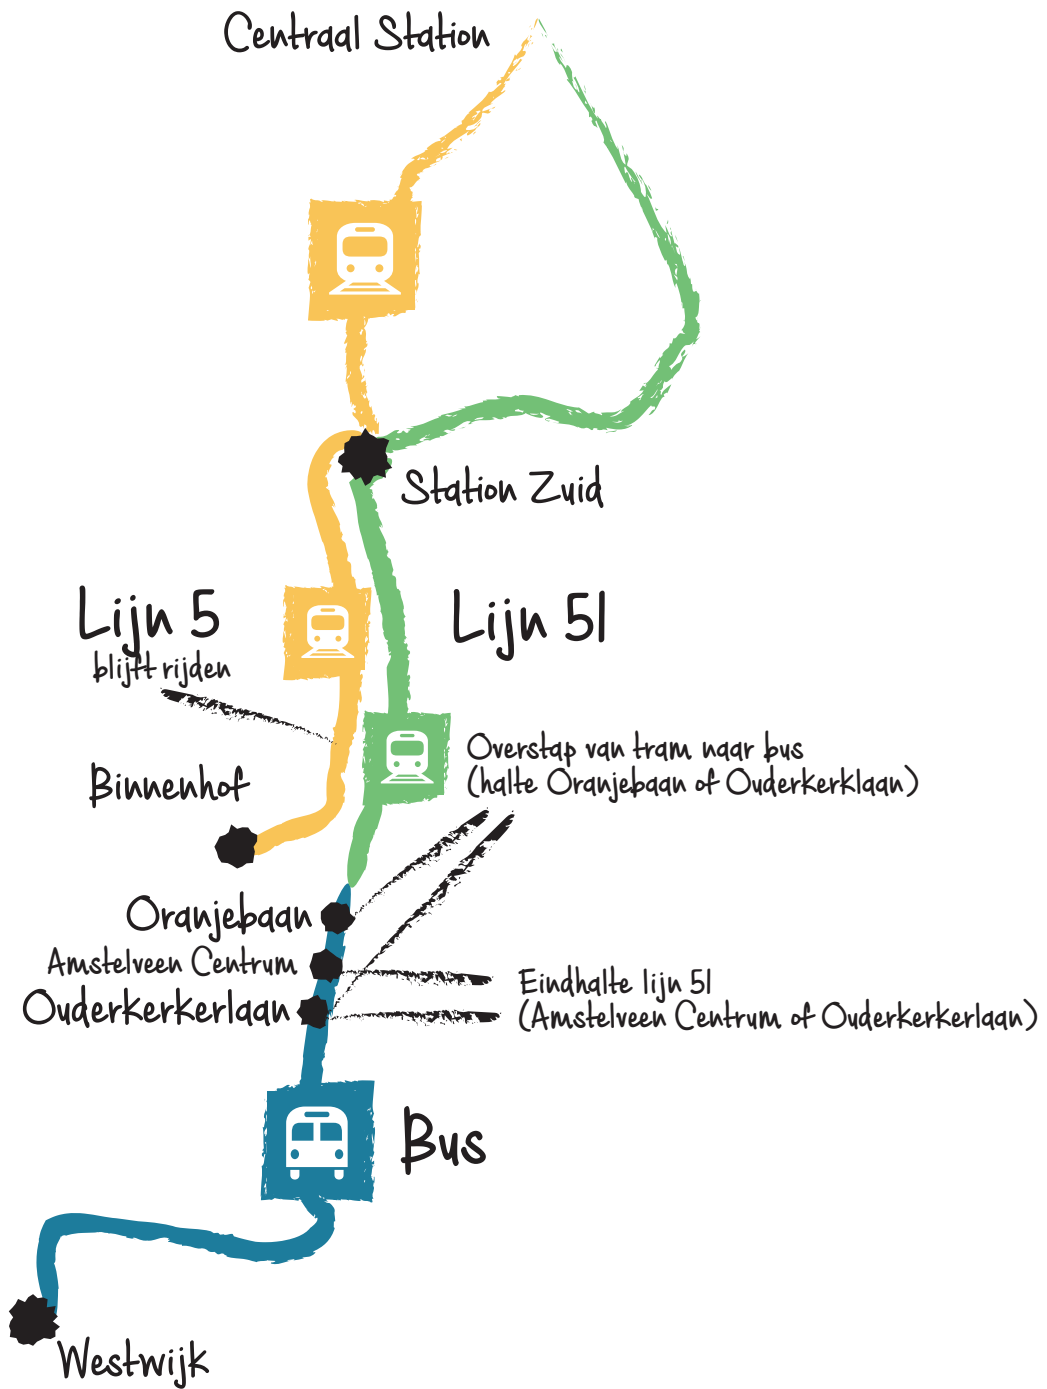 Centraal Station
Station Zuid
Lijn 5
blijft rijden
Lijn 51
Overstap van tram naar bus
(halte Oranjebaan of Ouderkerklaan)
Binnenhof
Oranjebaan
Amstelveen Centrum
Ouderkerkerlaan
Eindhalte lijn 51
(Amstelveen Centrum of Ouderkerkerlaan)
Bus
Westwijk